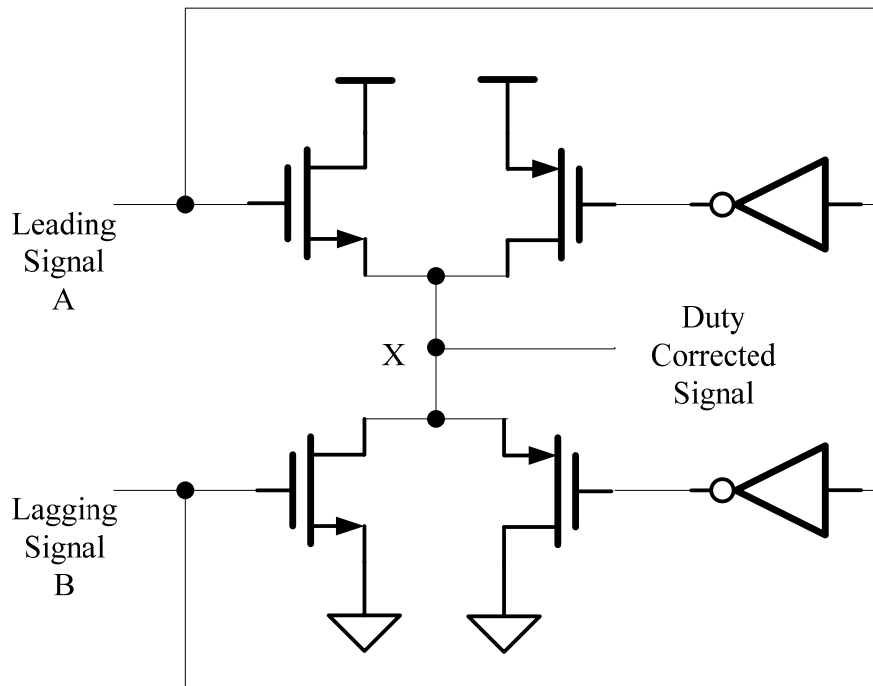 Leading
Signal
A
Duty
Corrected
Signal
X
Lagging
Signal
B